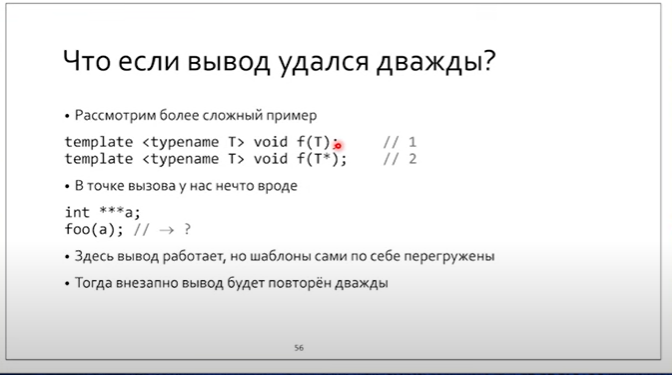 Что если вывод удался дважды?
• Рассмотрим более сложный пример
template <typename T> void f(T); // 1
template <typename T> void f(T*); // 2
• В точке вызова у нас нечто вроде
int ***a;
foo(a); // → ?
• Здесь вывод работает, но шаблоны сами по себе перегружены
• Тогда внезапно вывод будет повторён дважды
56